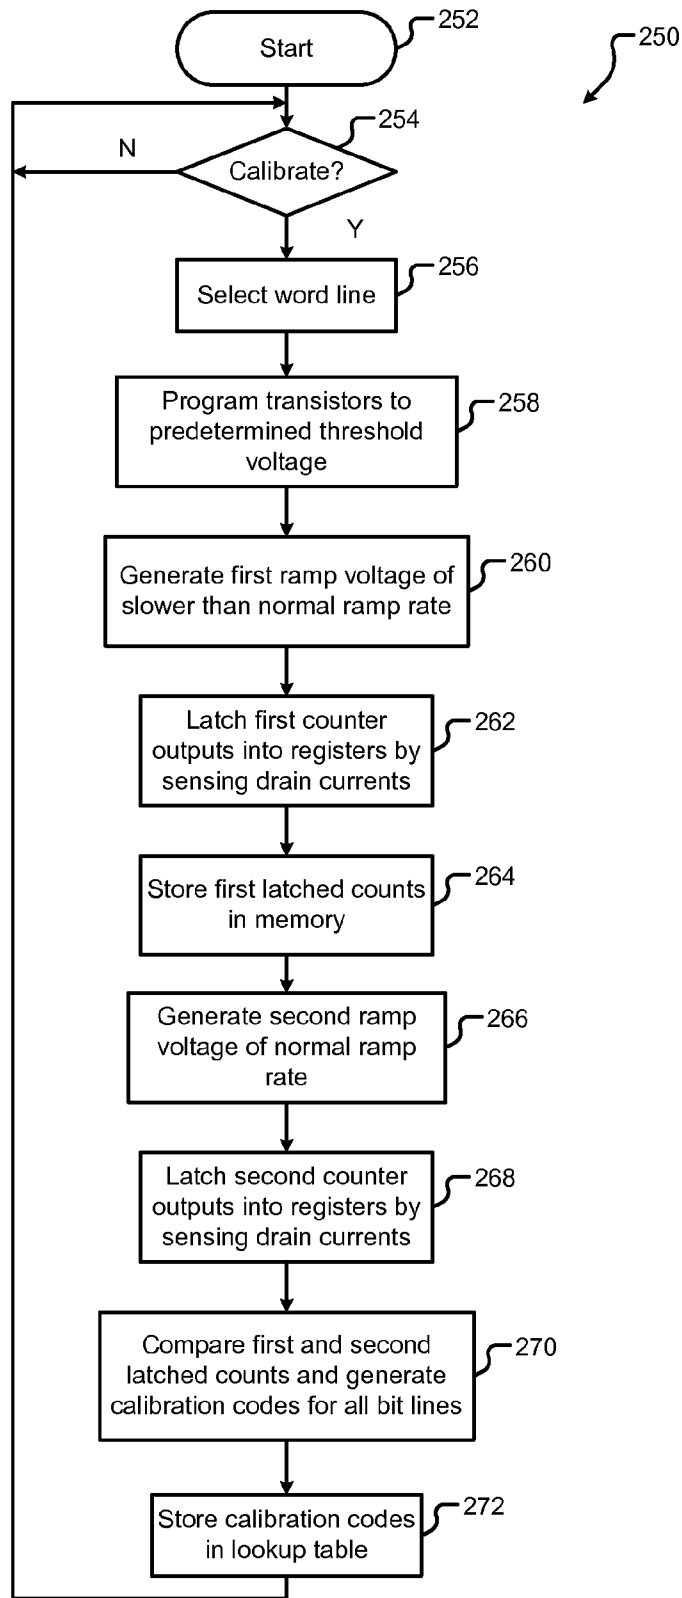 Start
252
250
254
N
Calibrate?
Y
256
Select word line
258
Program transistors to
predetermined threshold
voltage
260
Generate first ramp voltage of
slower than normal ramp rate
262
Latch first counter
outputs into registers by
sensing drain currents
264
Store first latched counts
in memory
266
Generate second ramp
voltage of normal ramp
rate
268
Latch second counter
outputs into registers by
sensing drain currents
270
Compare first and second
latched counts and generate
calibration codes for all bit lines
272
Store calibration codes
in lookup table